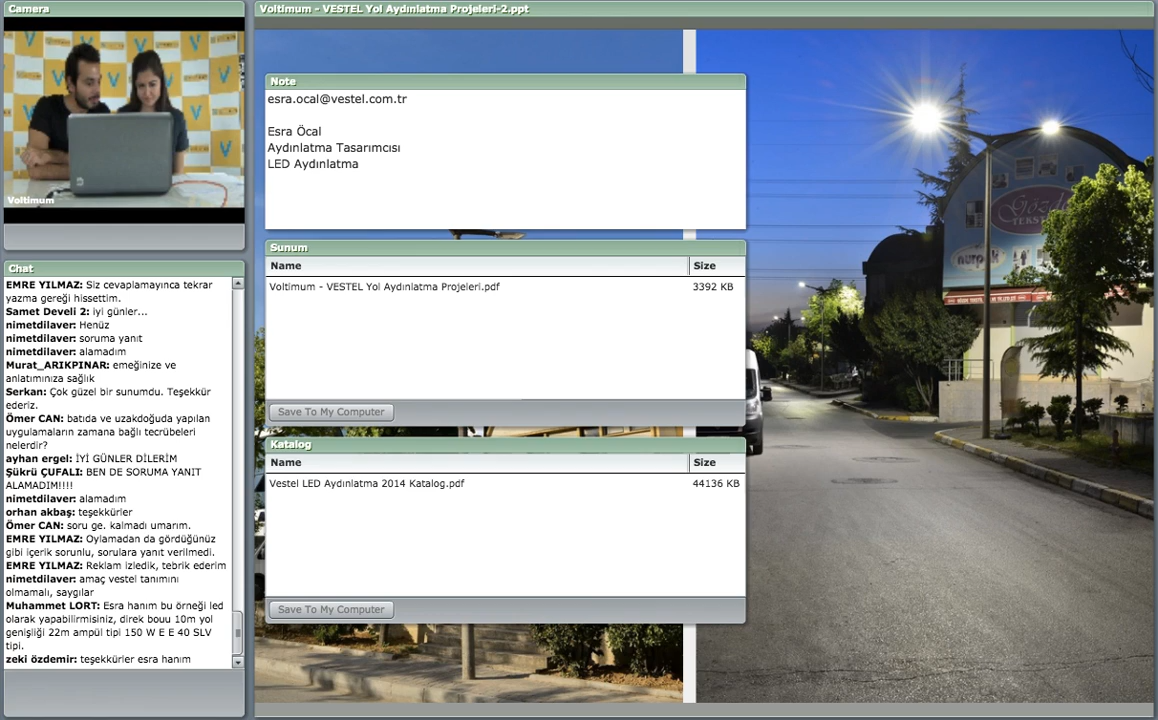 Camera
Voltimum
Chat
EMRE YILMAZ: Siz cevaplamayınca tekrar
yazma gereği hissettim.
Samet Develi 2: iyi günler...
nimetdilaver: Henüz
nimetdilaver: soruma yanıt
nimetdilaver: alamadım
Murat_ARIKPINAR: emeğinize ve
anlatımınıza sağlık
Serkan: Çok güzel bir sunumdu. Teşekkür
ederiz.
Ömer CAN: batıda ve uzakdoğuda yapılan
uygulamaların zamana bağlı tecrübeleri
nelerdir?
ayhan ergel: İYİ GÜNLER DİLERİM
Şükrü ÇUFALI: BEN DE SORUMA YANIT
ALAMADIM!!!!
nimetdilaver: alamadım
orhan akbaş: teşekkürler
Ömer CAN: soru ge. kalmadı umarım.
EMRE YILMAZ: Oylamadan da gördüğünüz
gibi içerik sorunlu, sorulara yanıt verilmedi.
EMRE YILMAZ: Reklam izledik, tebrik ederim
nimetdilaver: amaç vestel tanımını
olmamalı, saygılar
Muhammet LORT: Esra hanım bu örneği led
olarak yapabilirmisiniz, direk bouu 10m yol
genişliği 22m ampül tipi 150 W E E 40 SLV
tipi.
zeki özdemir: teşekkürler esra hanım
Voltimum - VESTEL Yol Aydınlatma Projeleri-2.ppt
Note
esra.ocal@vestel.com.tr
Esra Öcal
Aydınlatma Tasarımcısı
LED Aydınlatma
Sunum
Name Size
Voltimum - VESTEL Yol Aydınlatma Projeleri.pdf 3392 KB
Save To My Computer
Katalog
Name Size
Vestel LED Aydınlatma 2014 Katalog.pdf 44136 KB
Save To My Computer
Gözde
TEKSTİL
nurpak